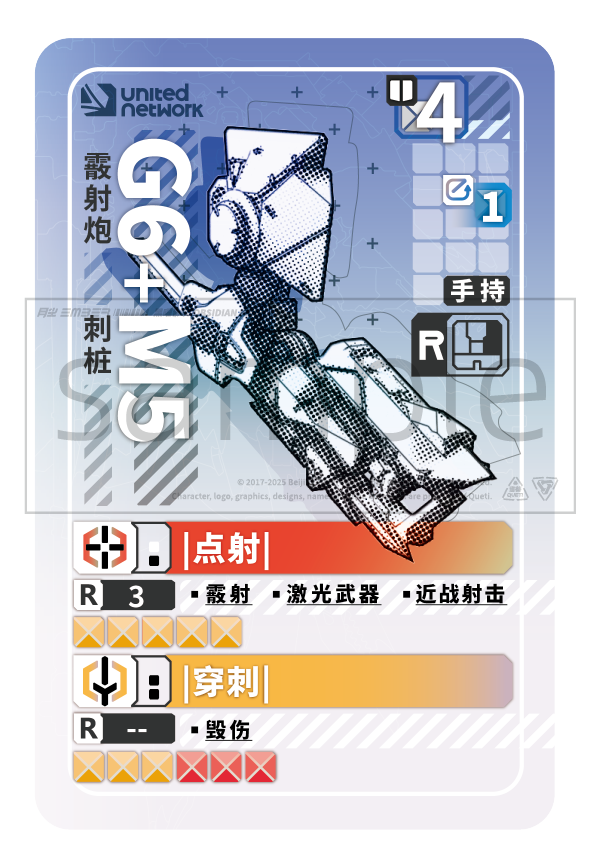 UNITED
NETWORK
4
1
霰射炮
刺桩
G6+M5
手持
R
OBSIDIAN
sample
© 2017-2025 Beiji
Character, logo, graphics, designs, nam
are p
Queti.
|点射|
R 3 ▪霰射 ▪激光武器 ▪近战射击
|穿刺|
R -- ▪毁伤